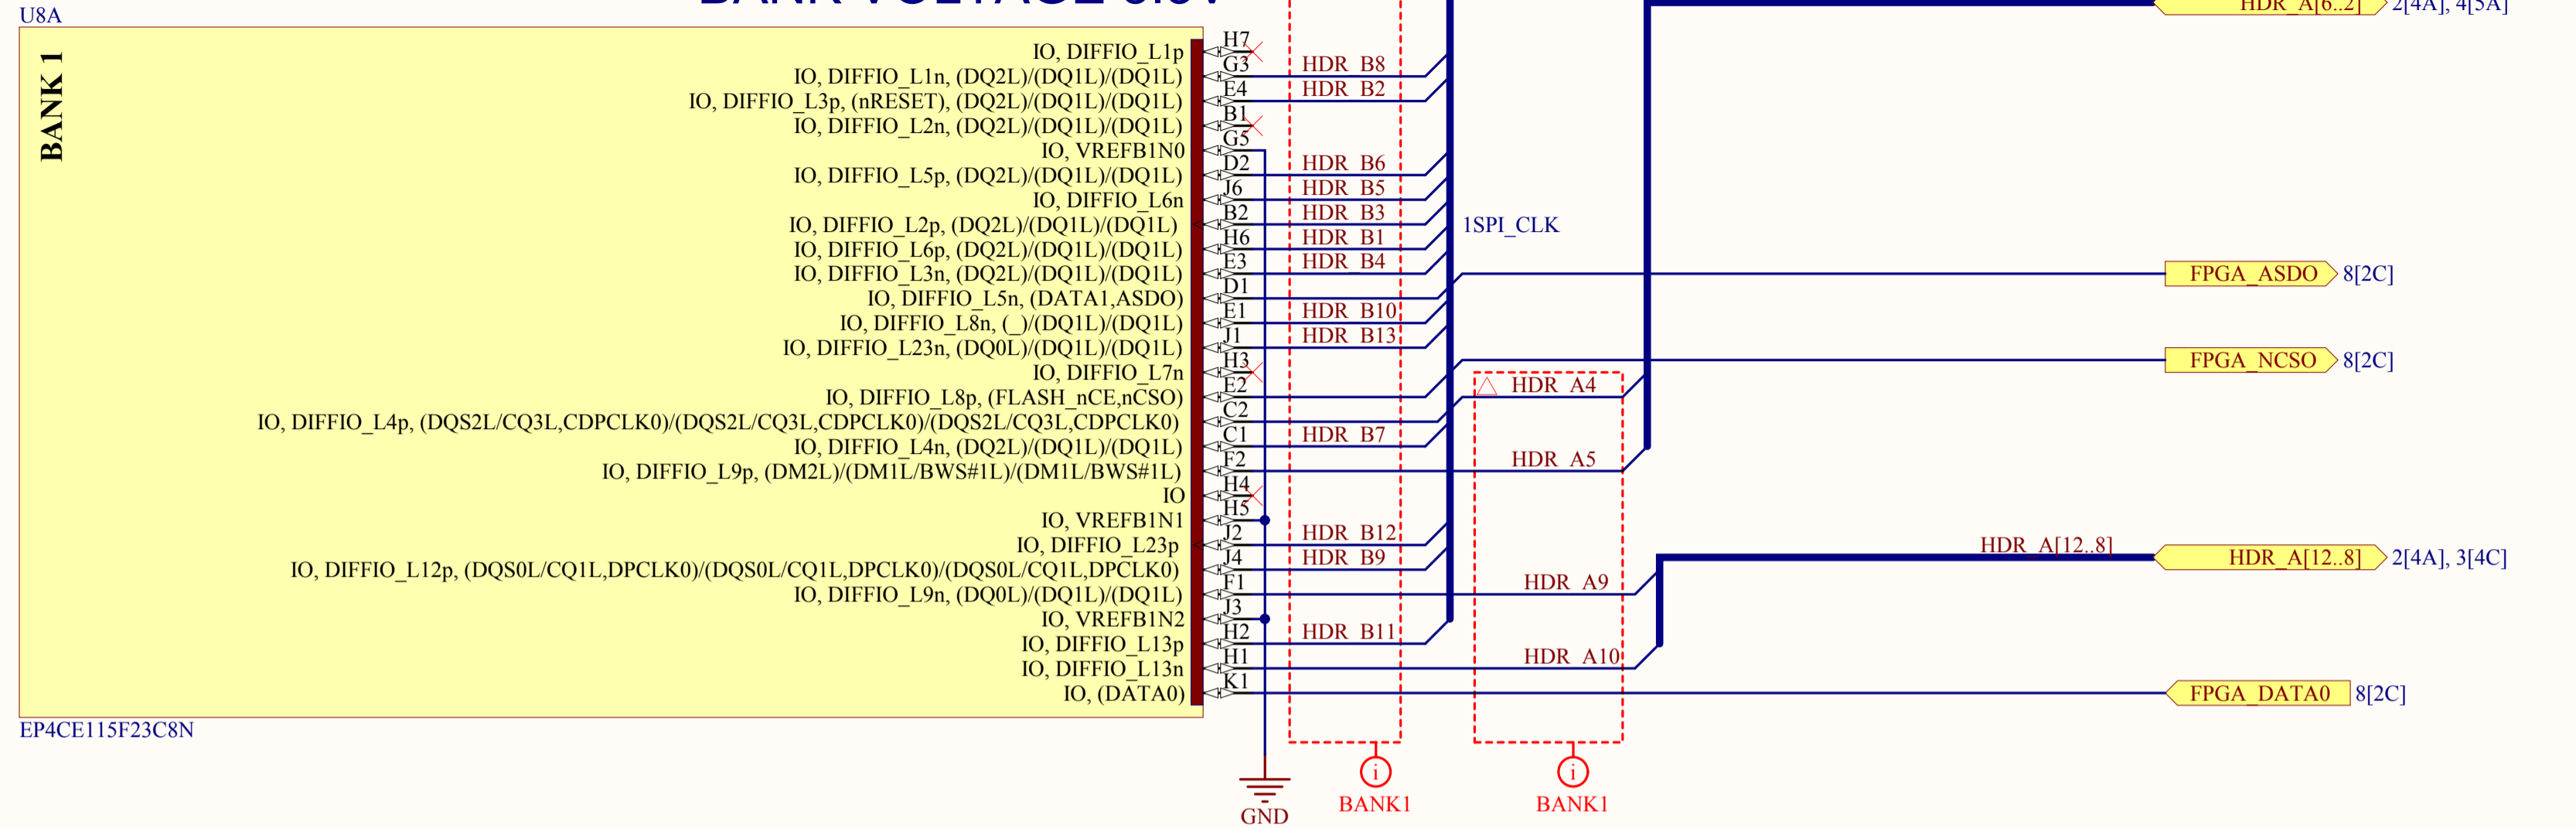 U8A
BANK VOLTAGE 3.3V
HDR_A[6..2] 2[4A], 4[5A]
BANK 1
IO, DIFFIO_L1p H7
IO, DIFFIO_L1n, (DQ2L)/(DQ1L)/(DQ1L) G3 HDR_B8
IO, DIFFIO_L3p, (nRESET), (DQ2L)/(DQ1L)/(DQ1L) E4 HDR_B2
IO, DIFFIO_L2n, (DQ2L)/(DQ1L)/(DQ1L) B1
IO, VREFB1N0 G5
IO, DIFFIO_L5p, (DQ2L)/(DQ1L)/(DQ1L) D2 HDR_B6
IO, DIFFIO_L6n J6 HDR_B5
IO, DIFFIO_L2p, (DQ2L)/(DQ1L)/(DQ1L) B2 HDR_B3 1SPI_CLK
IO, DIFFIO_L6p, (DQ2L)/(DQ1L)/(DQ1L) H6 HDR_B1
IO, DIFFIO_L3n, (DQ2L)/(DQ1L)/(DQ1L) E3 HDR_B4 FPGA_ASDO 8[2C]
IO, DIFFIO_L5n, (DATA1,ASDO) D1
IO, DIFFIO_L8n, (_)/(DQ1L)/(DQ1L) E1 HDR_B10
IO, DIFFIO_L23n, (DQ0L)/(DQ1L)/(DQ1L) J1 HDR_B13
FPGA_NCSO 8[2C]
IO, DIFFIO_L7n H3
IO, DIFFIO_L8p, (FLASH_nCE,nCSO) E2 HDR_A4
IO, DIFFIO_L4p, (DQS2L/CQ3L,CDPCLK0)/(DQS2L/CQ3L,CDPCLK0)/(DQS2L/CQ3L,CDPCLK0) C2
IO, DIFFIO_L4n, (DQ2L)/(DQ1L)/(DQ1L) C1 HDR_B7
IO, DIFFIO_L9p, (DM2L)/(DM1L/BWS#1L)/(DM1L/BWS#1L) F2 HDR_A5
IO H4
IO, VREFB1N1 H5
IO, DIFFIO_L23p J2 HDR_B12
HDR_A[12..8] HDR_A[12..8] 2[4A], 3[4C]
IO, DIFFIO_L12p, (DQS0L/CQ1L,DPCLK0)/(DQS0L/CQ1L,DPCLK0)/(DQS0L/CQ1L,DPCLK0) J4 HDR_B9
IO, DIFFIO_L9n, (DQ0L)/(DQ1L)/(DQ1L) F1 HDR_A9
IO, VREFB1N2 J3
IO, DIFFIO_L13p H2 HDR_B11
IO, DIFFIO_L13n H1 HDR_A10
IO, (DATA0) K1 FPGA_DATA0 8[2C]
EP4CE115F23C8N
i i
BANK1 BANK1
GND